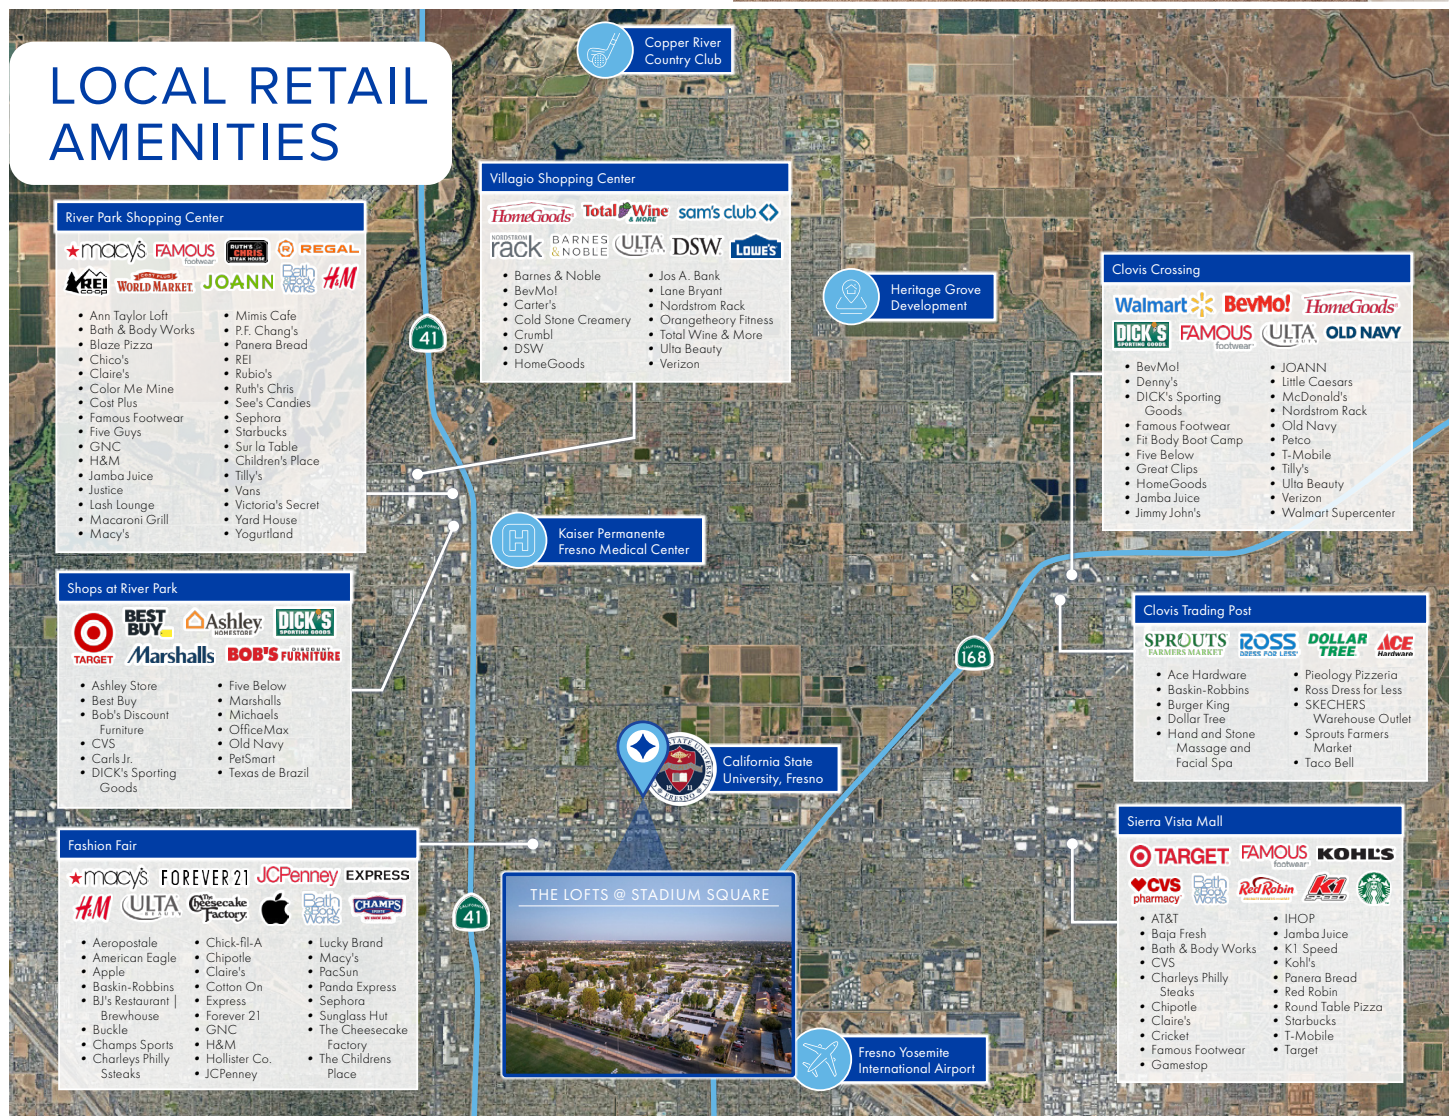 LOCAL RETAIL
AMENITIES
Copper River
Country Club
River Park Shopping Center
macy's
FAMOUS
footwear
RUTH'S
CHRIS
STEAK HOUSE
REGAL
REI
co-op
COST PLUS
WORLD MARKET
JOANN
Bath
&Body
Works
H&M
• Ann Taylor Loft
• Bath & Body Works
• Blaze Pizza
• Chico's
• Claire's
• Color Me Mine
• Cost Plus
• Famous Footwear
• Five Guys
• GNC
• H&M
• Jamba Juice
• Justice
• Lash Lounge
• Macaroni Grill
• Macy's
• Mimis Cafe
• P.F. Chang's
• Panera Bread
• REI
• Rubio's
• Ruth's Chris
• See's Candies
• Sephora
• Starbucks
• Sur la Table
• Children's Place
• Tilly's
• Vans
• Victoria's Secret
• Yard House
• Yogurtland
Villagio Shopping Center
HomeGoods
Total Wine
& MORE
sam's club
NORDSTROM
rack
BARNES
&NOBLE
ULTA
BEAUTY
DSW
LOWE'S
• Barnes & Noble
• BevMo!
• Carter's
• Cold Stone Creamery
• Crumbl
• DSW
• HomeGoods
• Jos A. Bank
• Lane Bryant
• Nordstrom Rack
• Orangetheory Fitness
• Total Wine & More
• Ulta Beauty
• Verizon
CALIFORNIA
41
Heritage Grove
Development
Clovis Crossing
Walmart
BevMo!
HomeGoods
DICK'S
SPORTING GOODS
FAMOUS
footwear
ULTA
BEAUTY
OLD NAVY
• BevMo!
• Denny's
• DICK's Sporting
Goods
• Famous Footwear
• Fit Body Boot Camp
• Five Below
• Great Clips
• HomeGoods
• Jamba Juice
• Jimmy John's
• JOANN
• Little Caesars
• McDonald's
• Nordstrom Rack
• Old Navy
• Petco
• T-Mobile
• Tilly's
• Ulta Beauty
• Verizon
• Walmart Supercenter
Kaiser Permanente
Fresno Medical Center
H
Shops at River Park
TARGET
BEST
BUY
Ashley
HOMESTORE
DICK'S
SPORTING GOODS
Marshalls
BOB'S DISCOUNT
FURNITURE
• Ashley Store
• Best Buy
• Bob's Discount
Furniture
• CVS
• Carls Jr.
• DICK's Sporting
Goods
• Five Below
• Marshalls
• Michaels
• OfficeMax
• Old Navy
• PetSmart
• Texas de Brazil
CALIFORNIA
168
Clovis Trading Post
SPROUTS
FARMERS MARKET
ROSS
DRESS FOR LESS
DOLLAR
TREE
ACE
Hardware
• Ace Hardware
• Baskin-Robbins
• Burger King
• Dollar Tree
• Hand and Stone
Massage and
Facial Spa
• Pieology Pizzeria
• Ross Dress for Less
• SKECHERS
Warehouse Outlet
• Sprouts Farmers
Market
• Taco Bell
STATE UNIVERSITY
19 11
FRESNO
California State
University, Fresno
Fashion Fair
macy's
FOREVER 21
JCPenney
EXPRESS
H&M
ULTA
BEAUTY
The
Cheesecake
Factory
Bath
&Body
Works
CHAMPS
SPORTS
WE KNOW GAME
• Aeropostale
• American Eagle
• Apple
• Baskin-Robbins
• BJ's Restaurant |
Brewhouse
• Buckle
• Champs Sports
• Charleys Philly
Ssteaks
• Chick-fil-A
• Chipotle
• Claire's
• Cotton On
• Express
• Forever 21
• GNC
• H&M
• Hollister Co.
• JCPenney
• Lucky Brand
• Macy's
• PacSun
• Panda Express
• Sephora
• Sunglass Hut
• The Cheesecake
Factory
• The Childrens
Place
CALIFORNIA
41
THE LOFTS @ STADIUM SQUARE
Sierra Vista Mall
TARGET
FAMOUS
footwear
KOHL'S
CVS
pharmacy
Bath
&Body
Works
Red Robin
K1
SPEED
• AT&T
• Baja Fresh
• Bath & Body Works
• CVS
• Charleys Philly
Steaks
• Chipotle
• Claire's
• Cricket
• Famous Footwear
• Gamestop
• IHOP
• Jamba Juice
• K1 Speed
• Kohl's
• Panera Bread
• Red Robin
• Round Table Pizza
• Starbucks
• T-Mobile
• Target
Fresno Yosemite
International Airport